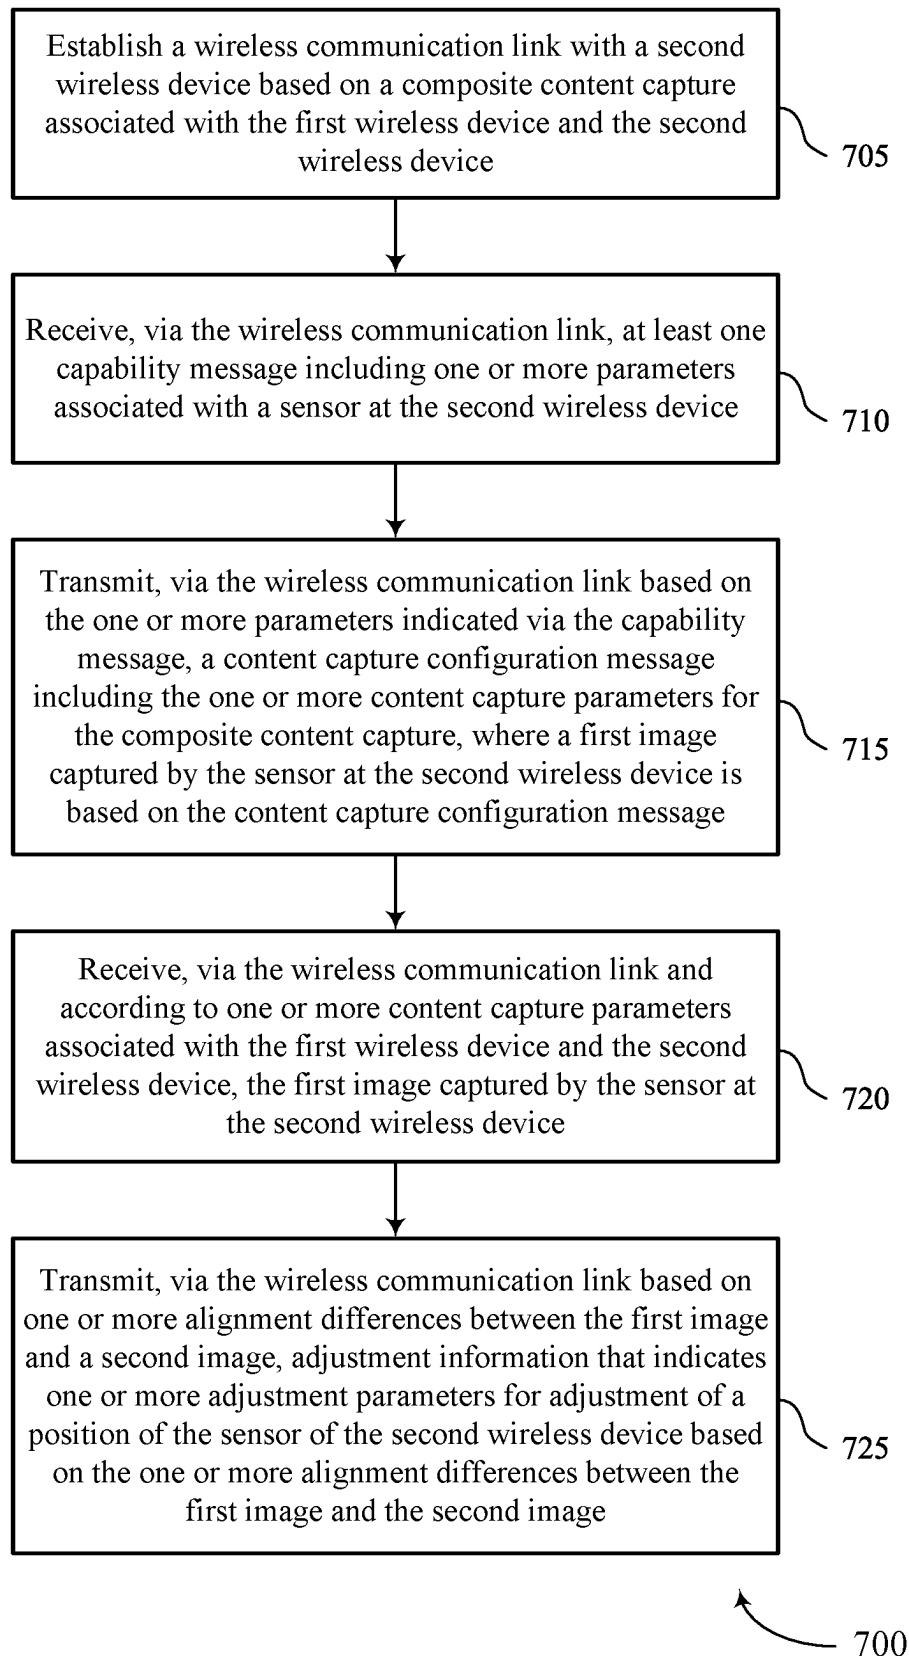 Establish a wireless communication link with a second
wireless device based on a composite content capture
associated with the first wireless device and the second
wireless device
705
Receive, via the wireless communication link, at least one
capability message including one or more parameters
associated with a sensor at the second wireless device
710
Transmit, via the wireless communication link based on
the one or more parameters indicated via the capability
message, a content capture configuration message
including the one or more content capture parameters for
the composite content capture, where a first image
captured by the sensor at the second wireless device is
based on the content capture configuration message
715
Receive, via the wireless communication link and
according to one or more content capture parameters
associated with the first wireless device and the second
wireless device, the first image captured by the sensor at
the second wireless device
720
Transmit, via the wireless communication link based on
one or more alignment differences between the first image
and a second image, adjustment information that indicates
one or more adjustment parameters for adjustment of a
position of the sensor of the second wireless device based
on the one or more alignment differences between the
first image and the second image
725
700